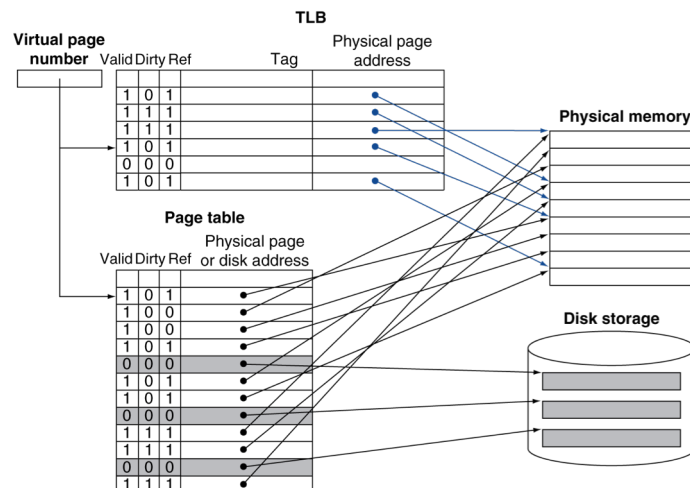 TLB
Virtual page
number
Valid Dirty Ref Tag Physical page
address
1 0 1
1 1 1
1 1 1
1 0 1
0 0 0
1 0 1
Physical memory
Page table
Valid Dirty Ref Physical page
or disk address
1 0 1
1 0 0
1 0 0
1 0 1
0 0 0
1 0 1
1 0 1
0 0 0
1 1 1
1 1 1
0 0 0
1 1 1
Disk storage